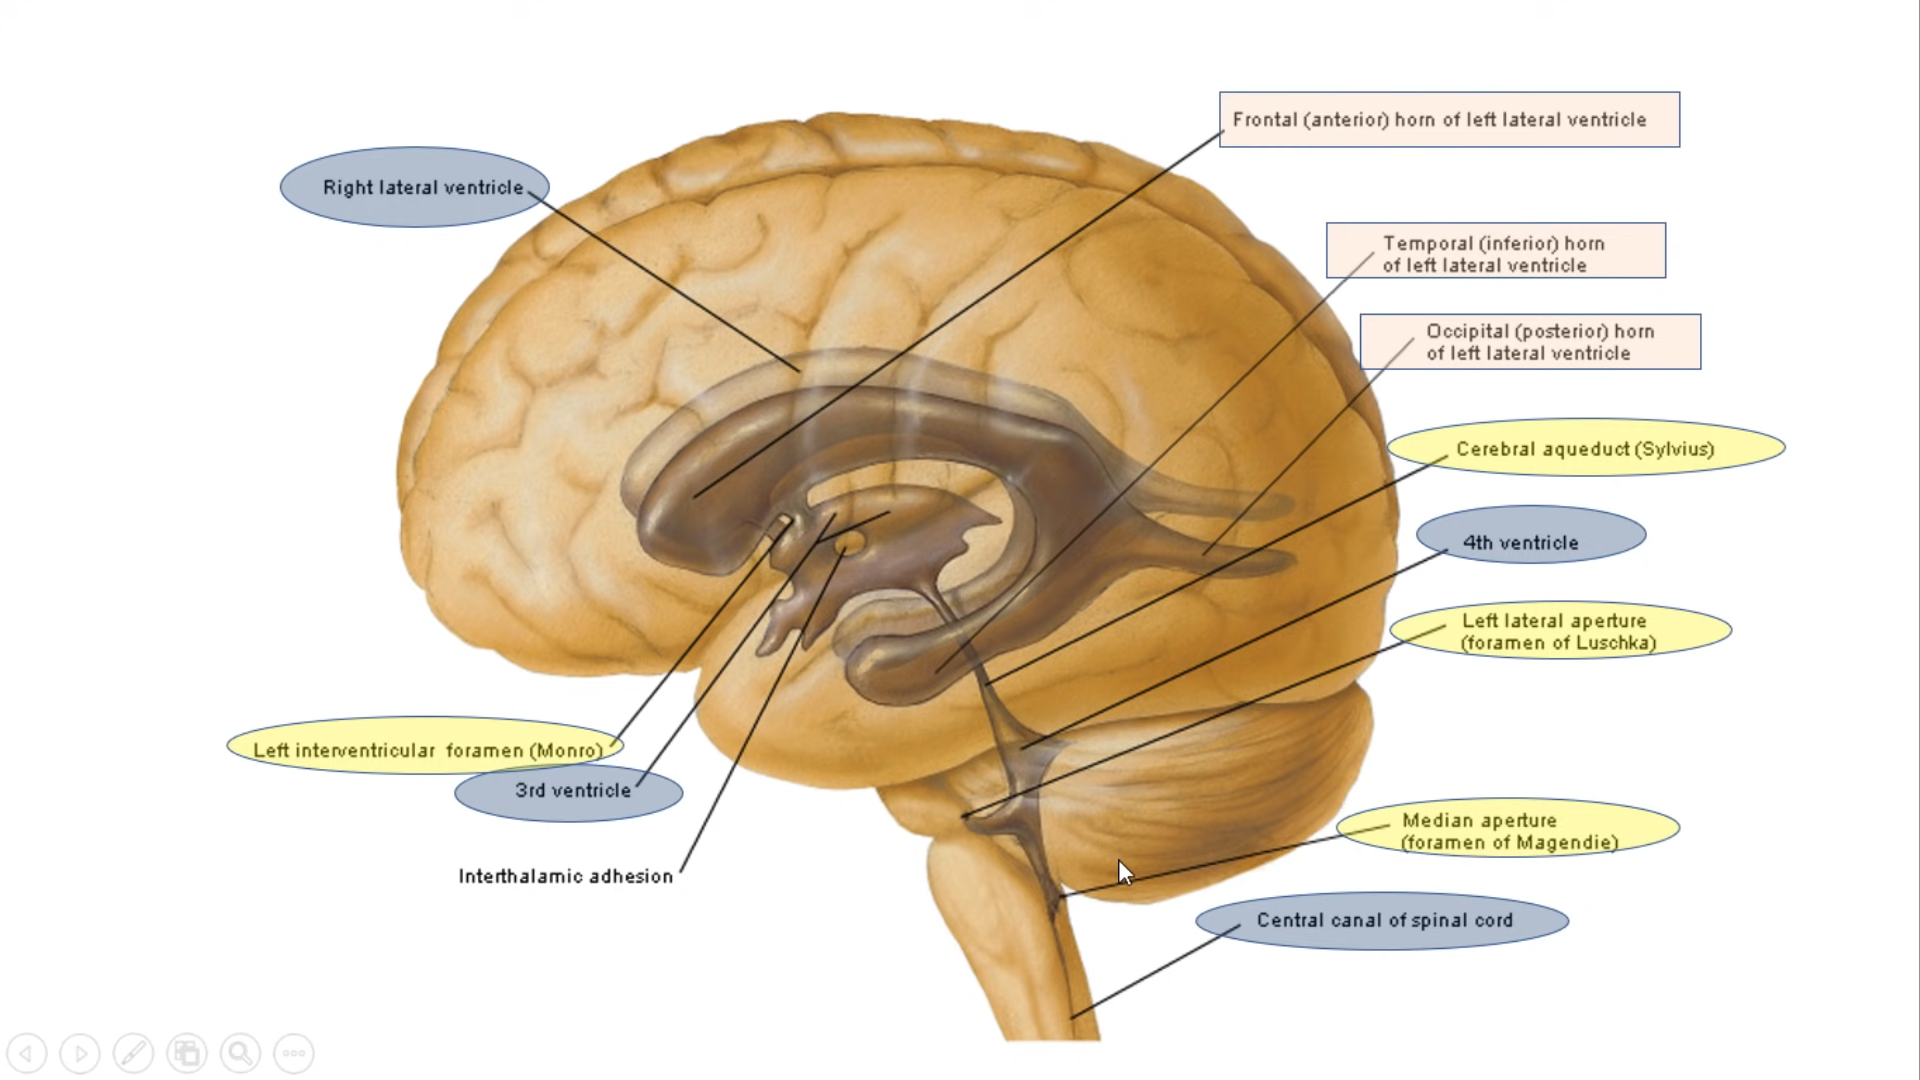 Frontal (anterior) horn of left lateral ventricle
Right lateral ventricle
Temporal (inferior) horn
of left lateral ventricle
Occipital (posterior) horn
of left lateral ventricle
Cerebral aqueduct (Sylvius)
4th ventricle
Left lateral aperture
(foramen of Luschka)
Left interventricular foramen (Monro)
3rd ventricle
Median aperture
(foramen of Magendie)
Interthalamic adhesion
Central canal of spinal cord